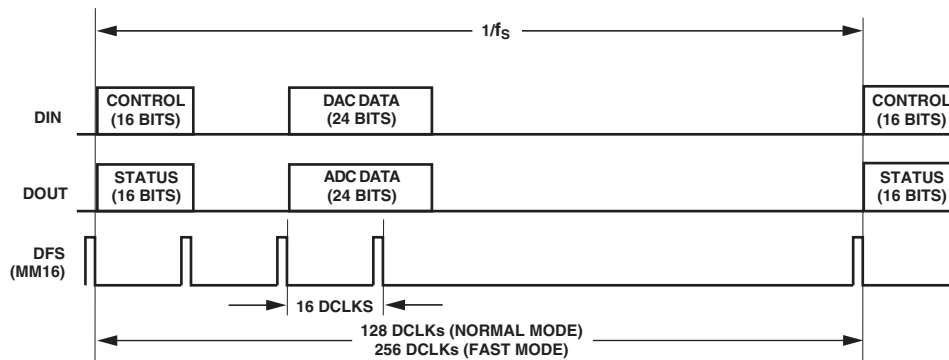 1/fS
DIN
CONTROL
(16 BITS)
DAC DATA
(24 BITS)
CONTROL
(16 BITS)
DOUT
STATUS
(16 BITS)
ADC DATA
(24 BITS)
STATUS
(16 BITS)
DFS
(MM16)
16 DCLKS
128 DCLKs (NORMAL MODE)
256 DCLKs (FAST MODE)